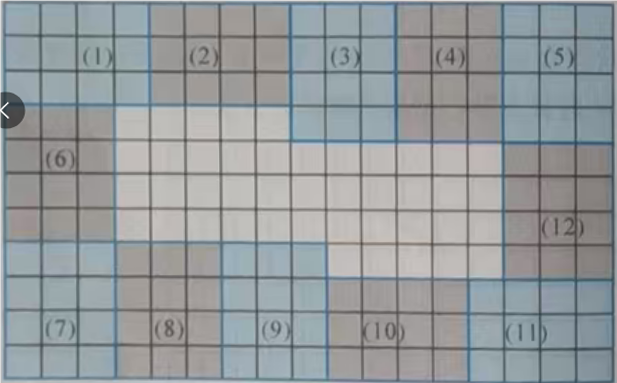 (1) (2) (3) (4) (5)
(6)
(12)
(7) (8) (9) (10) (11)